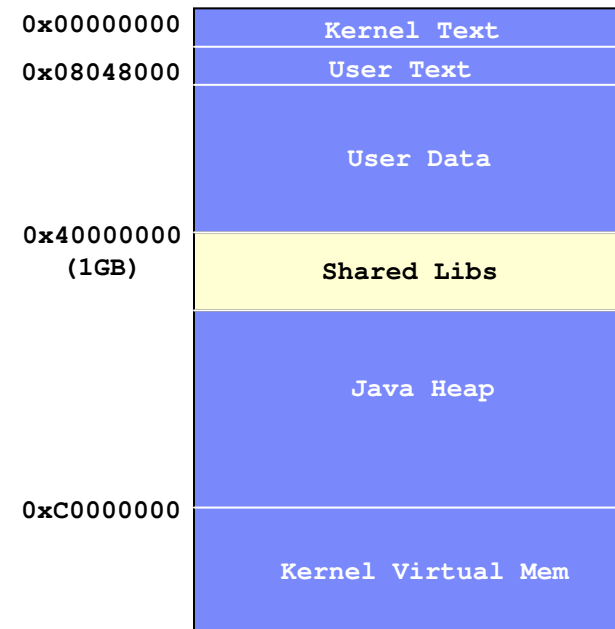 0x00000000
Kernel Text
0x08048000
User Text
User Data
0x40000000
(1GB)
Shared Libs
Java Heap
0xC0000000
Kernel Virtual Mem